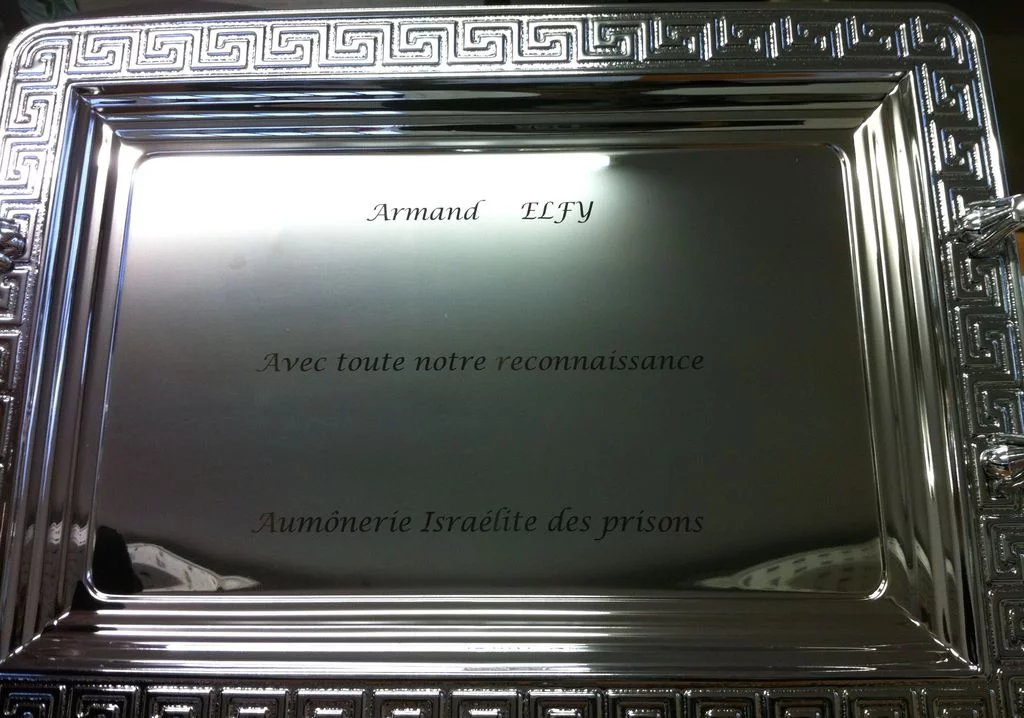 Armand ELFY
Avec toute notre reconnaissance
Aumônerie Israélite des prisons